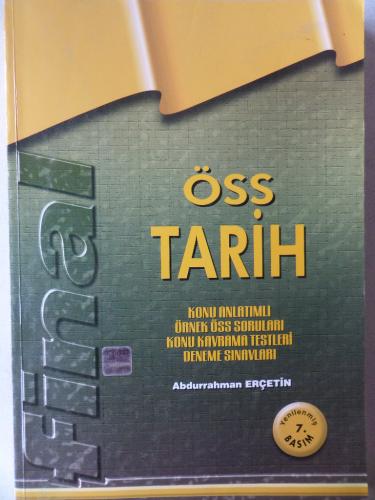 final
ÖSS
TARİH
KONU ANLATIMLI
ÖRNEK ÖSS SORULARI
KONU KAVRAMA TESTLERİ
DENEME SINAVLARI
Abdurrahman ERÇETİN
Yenilenmiş
7.
BASIM